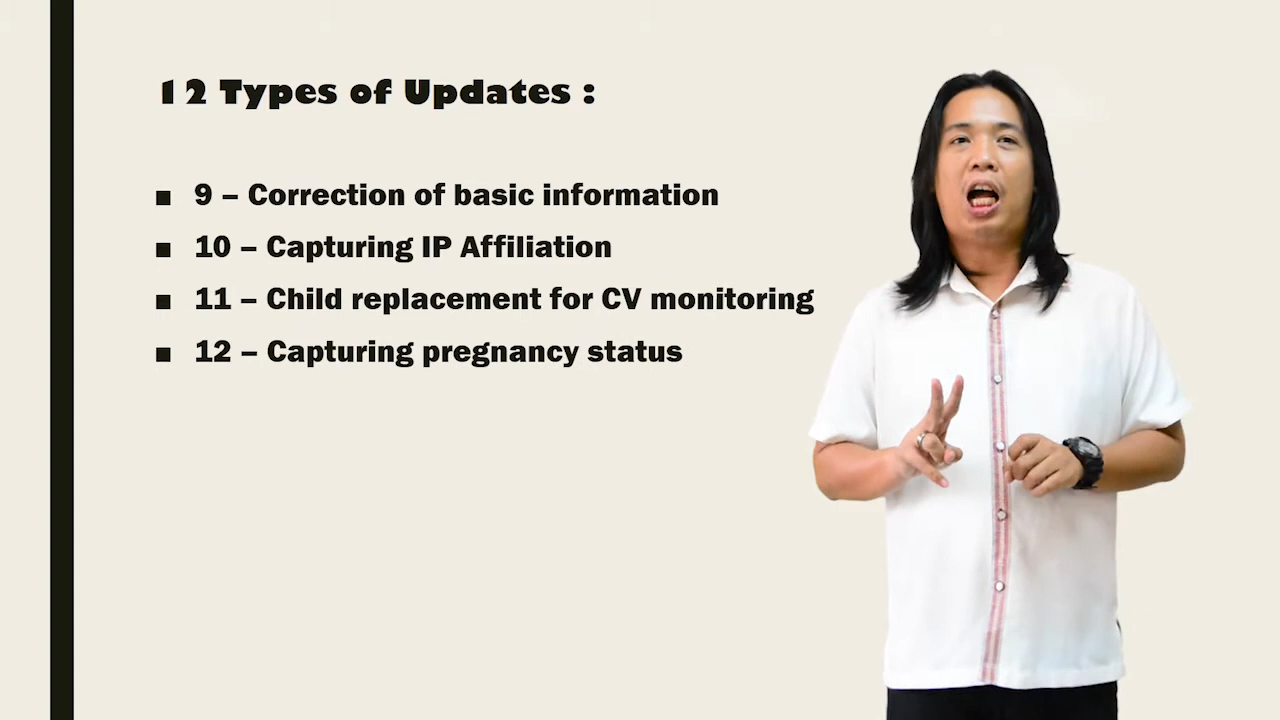 12 Types of Updates :
▪ 9 – Correction of basic information
▪ 10 – Capturing IP Affiliation
▪ 11 – Child replacement for CV monitoring
▪ 12 – Capturing pregnancy status